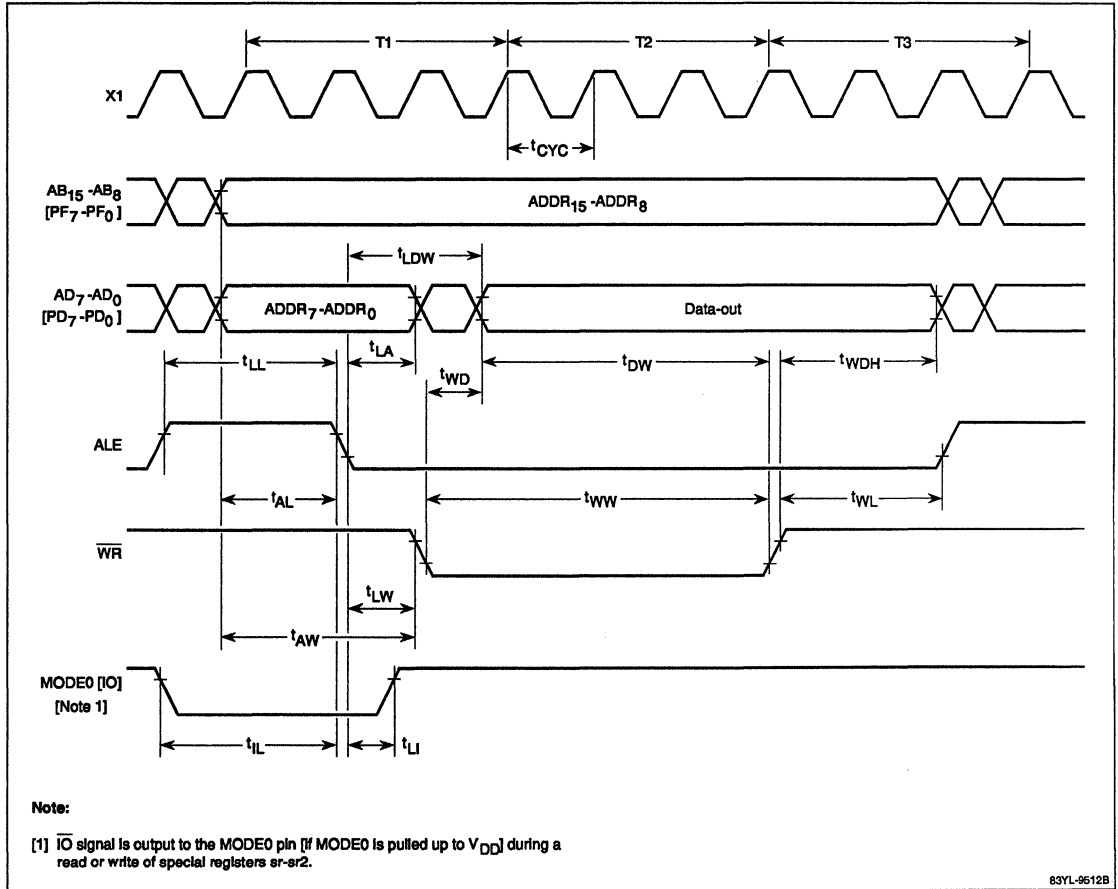 T1 T2 T3
X1
tCYC
AB15 -AB8
[PF7 -PF0 ]
ADDR15 -ADDR8
tLDW
AD7 -AD0
[PD7 -PD0 ]
ADDR7 -ADDR0
Data-out
tLL tLA tWD tDW tWDH
ALE
tAL tWW tWL
WR
tLW
tAW
MODE0 [IO]
[Note 1]
tIL tLI
Note:
[1] IO signal is output to the MODE0 pin [if MODE0 is pulled up to VDD] during a
read or write of special registers sr-sr2.
83YL-9512B